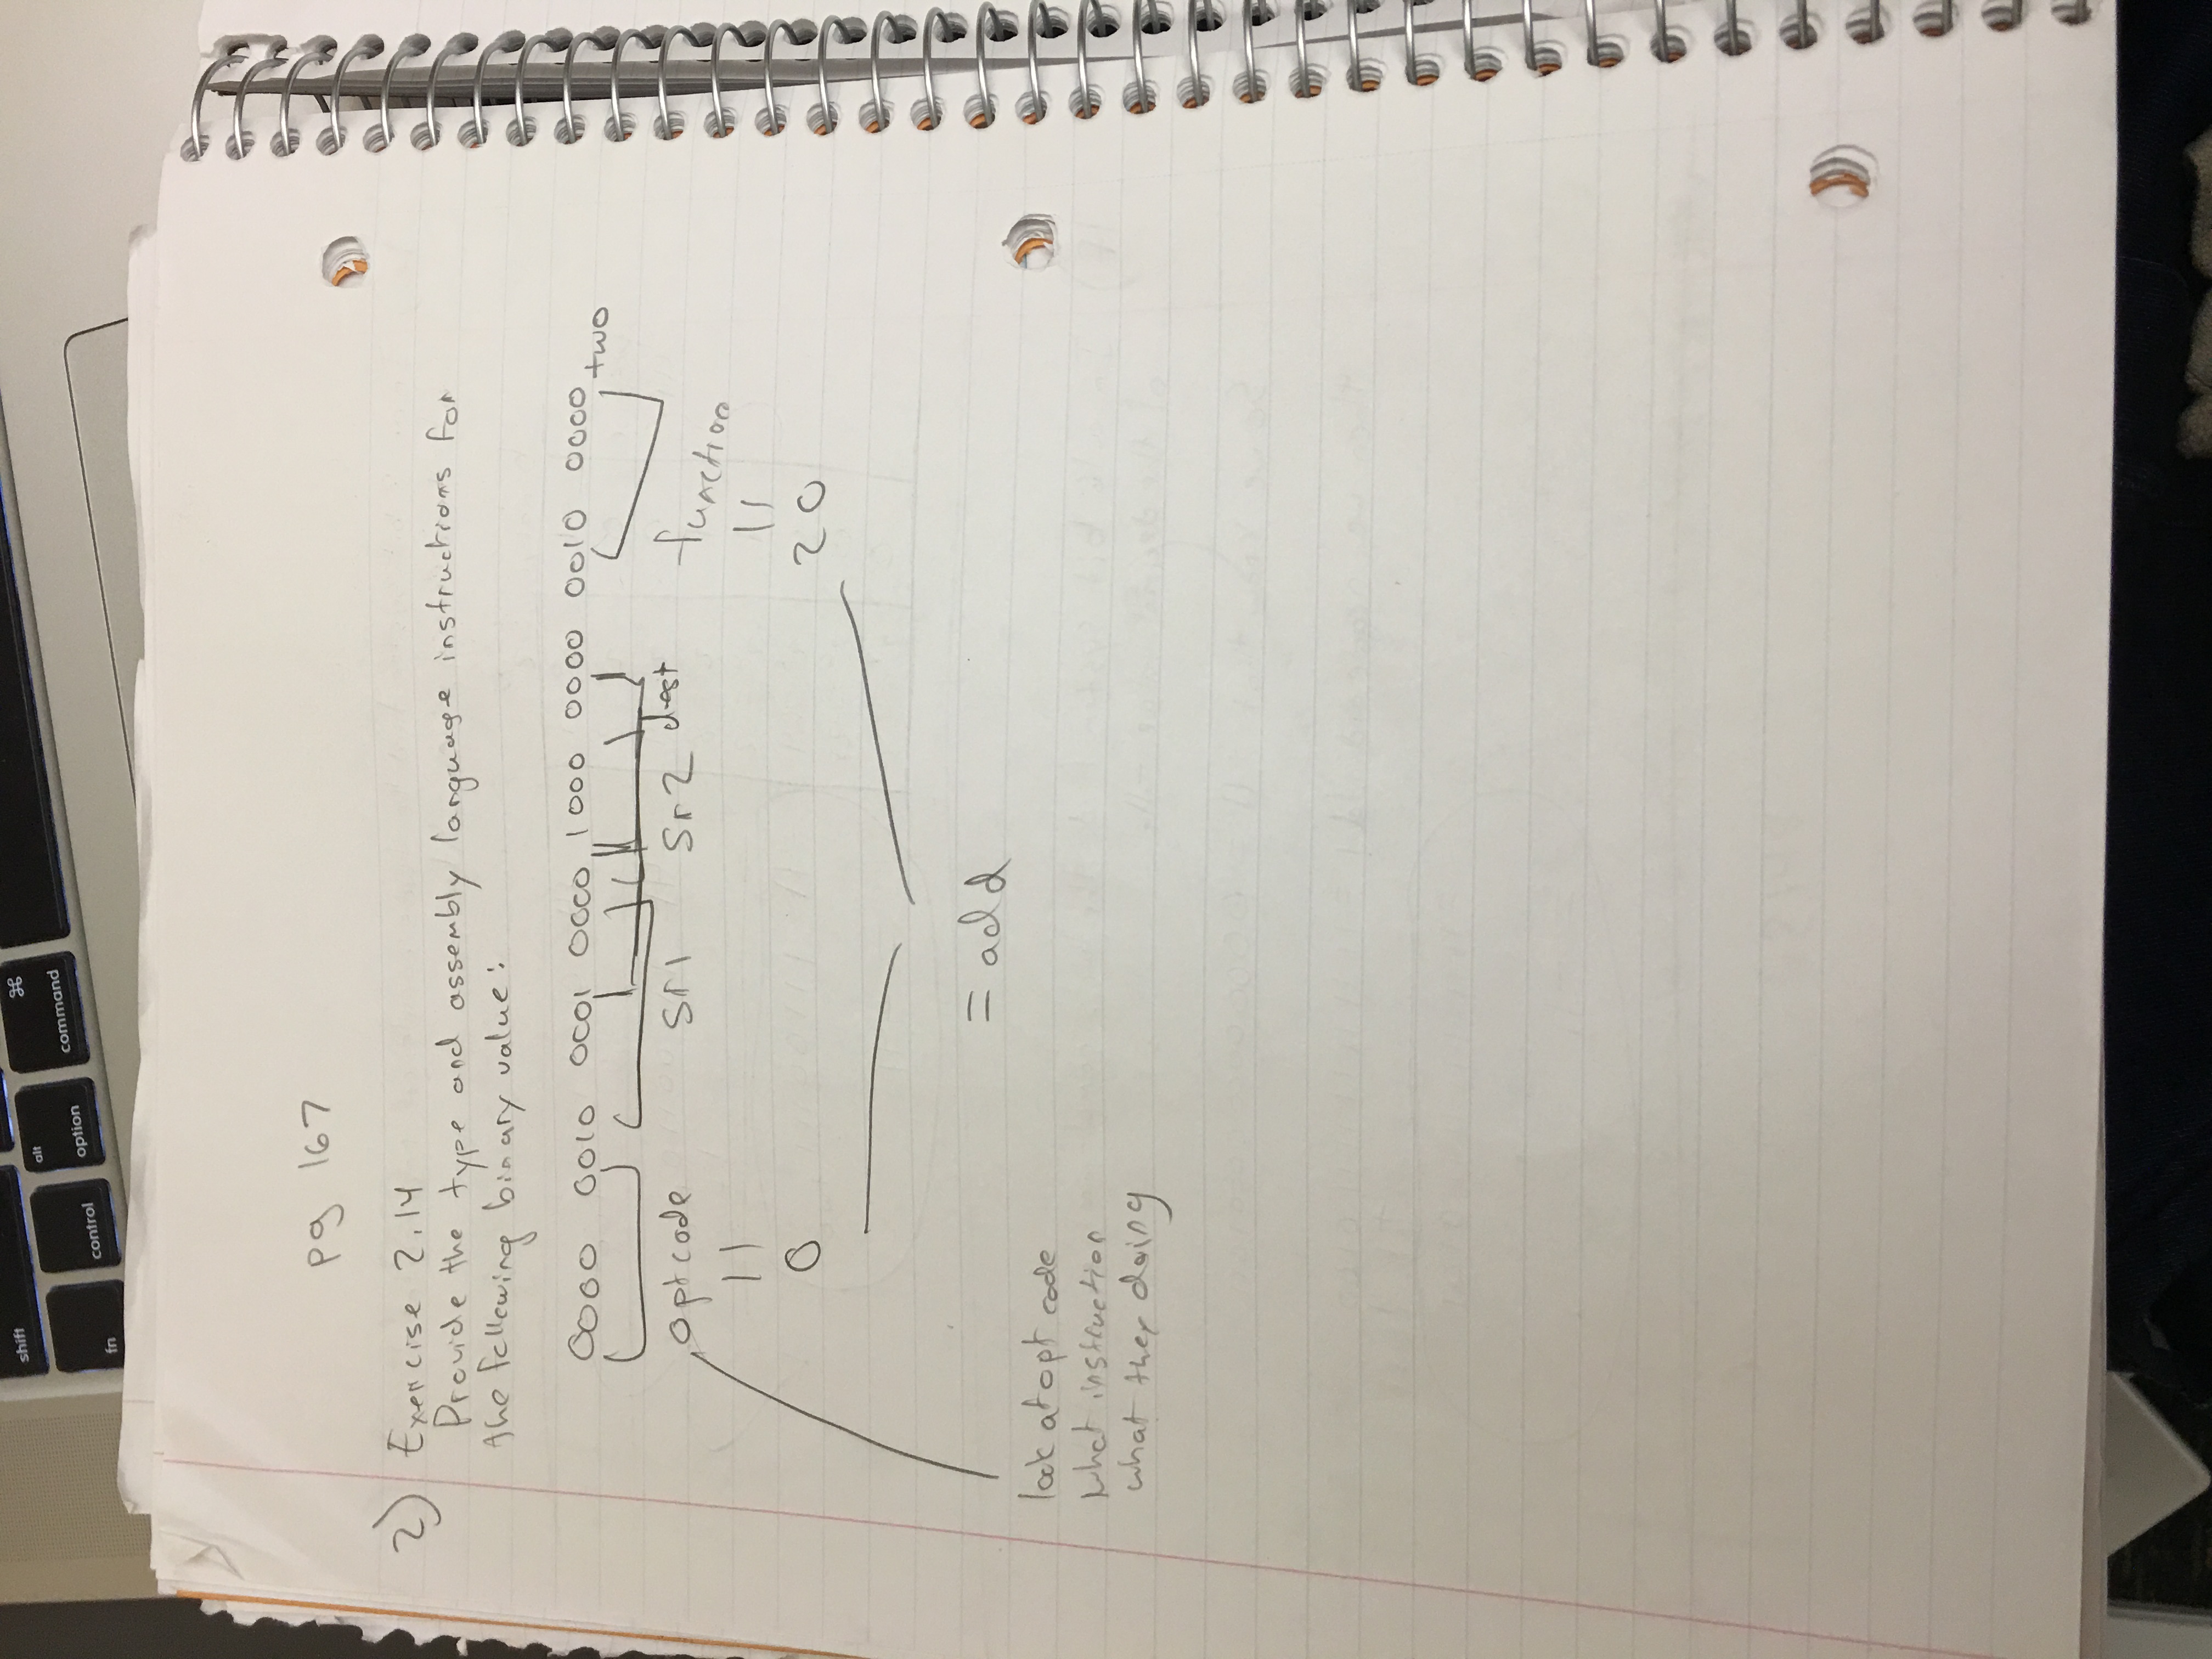 shift
fn
control
alt
option
⌘
command
pg 167
2) Exercise 2.14
Provide the type and assembly language instructions for
the following binary value:
0000 0010 0001 0000 1000 0000 0010 0000 two
optcode sr1 sr2 dest function
|| ||
0 20
= add
look at opt code
what instruction
what they doing